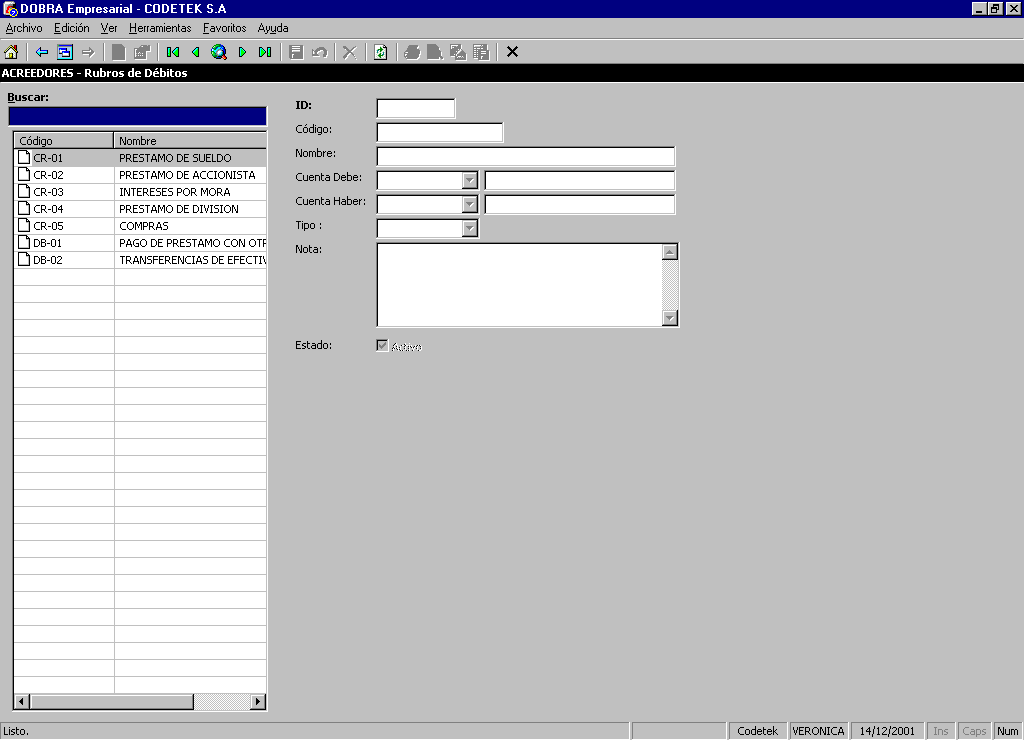 DOBRA Empresarial - CODETEK S.A
Archivo Edición Ver Herramientas Favoritos Ayuda
ACREEDORES - Rubros de Débitos
Buscar:
Código Nombre
CR-01 PRESTAMO DE SUELDO
CR-02 PRESTAMO DE ACCIONISTA
CR-03 INTERESES POR MORA
CR-04 PRESTAMO DE DIVISION
CR-05 COMPRAS
DB-01 PAGO DE PRESTAMO CON OTR
DB-02 TRANSFERENCIAS DE EFECTIV
ID:
Código:
Nombre:
Cuenta Debe:
Cuenta Haber:
Tipo :
Nota:
Estado: Activo
Listo. Codetek VERONICA 14/12/2001 Ins Caps Num